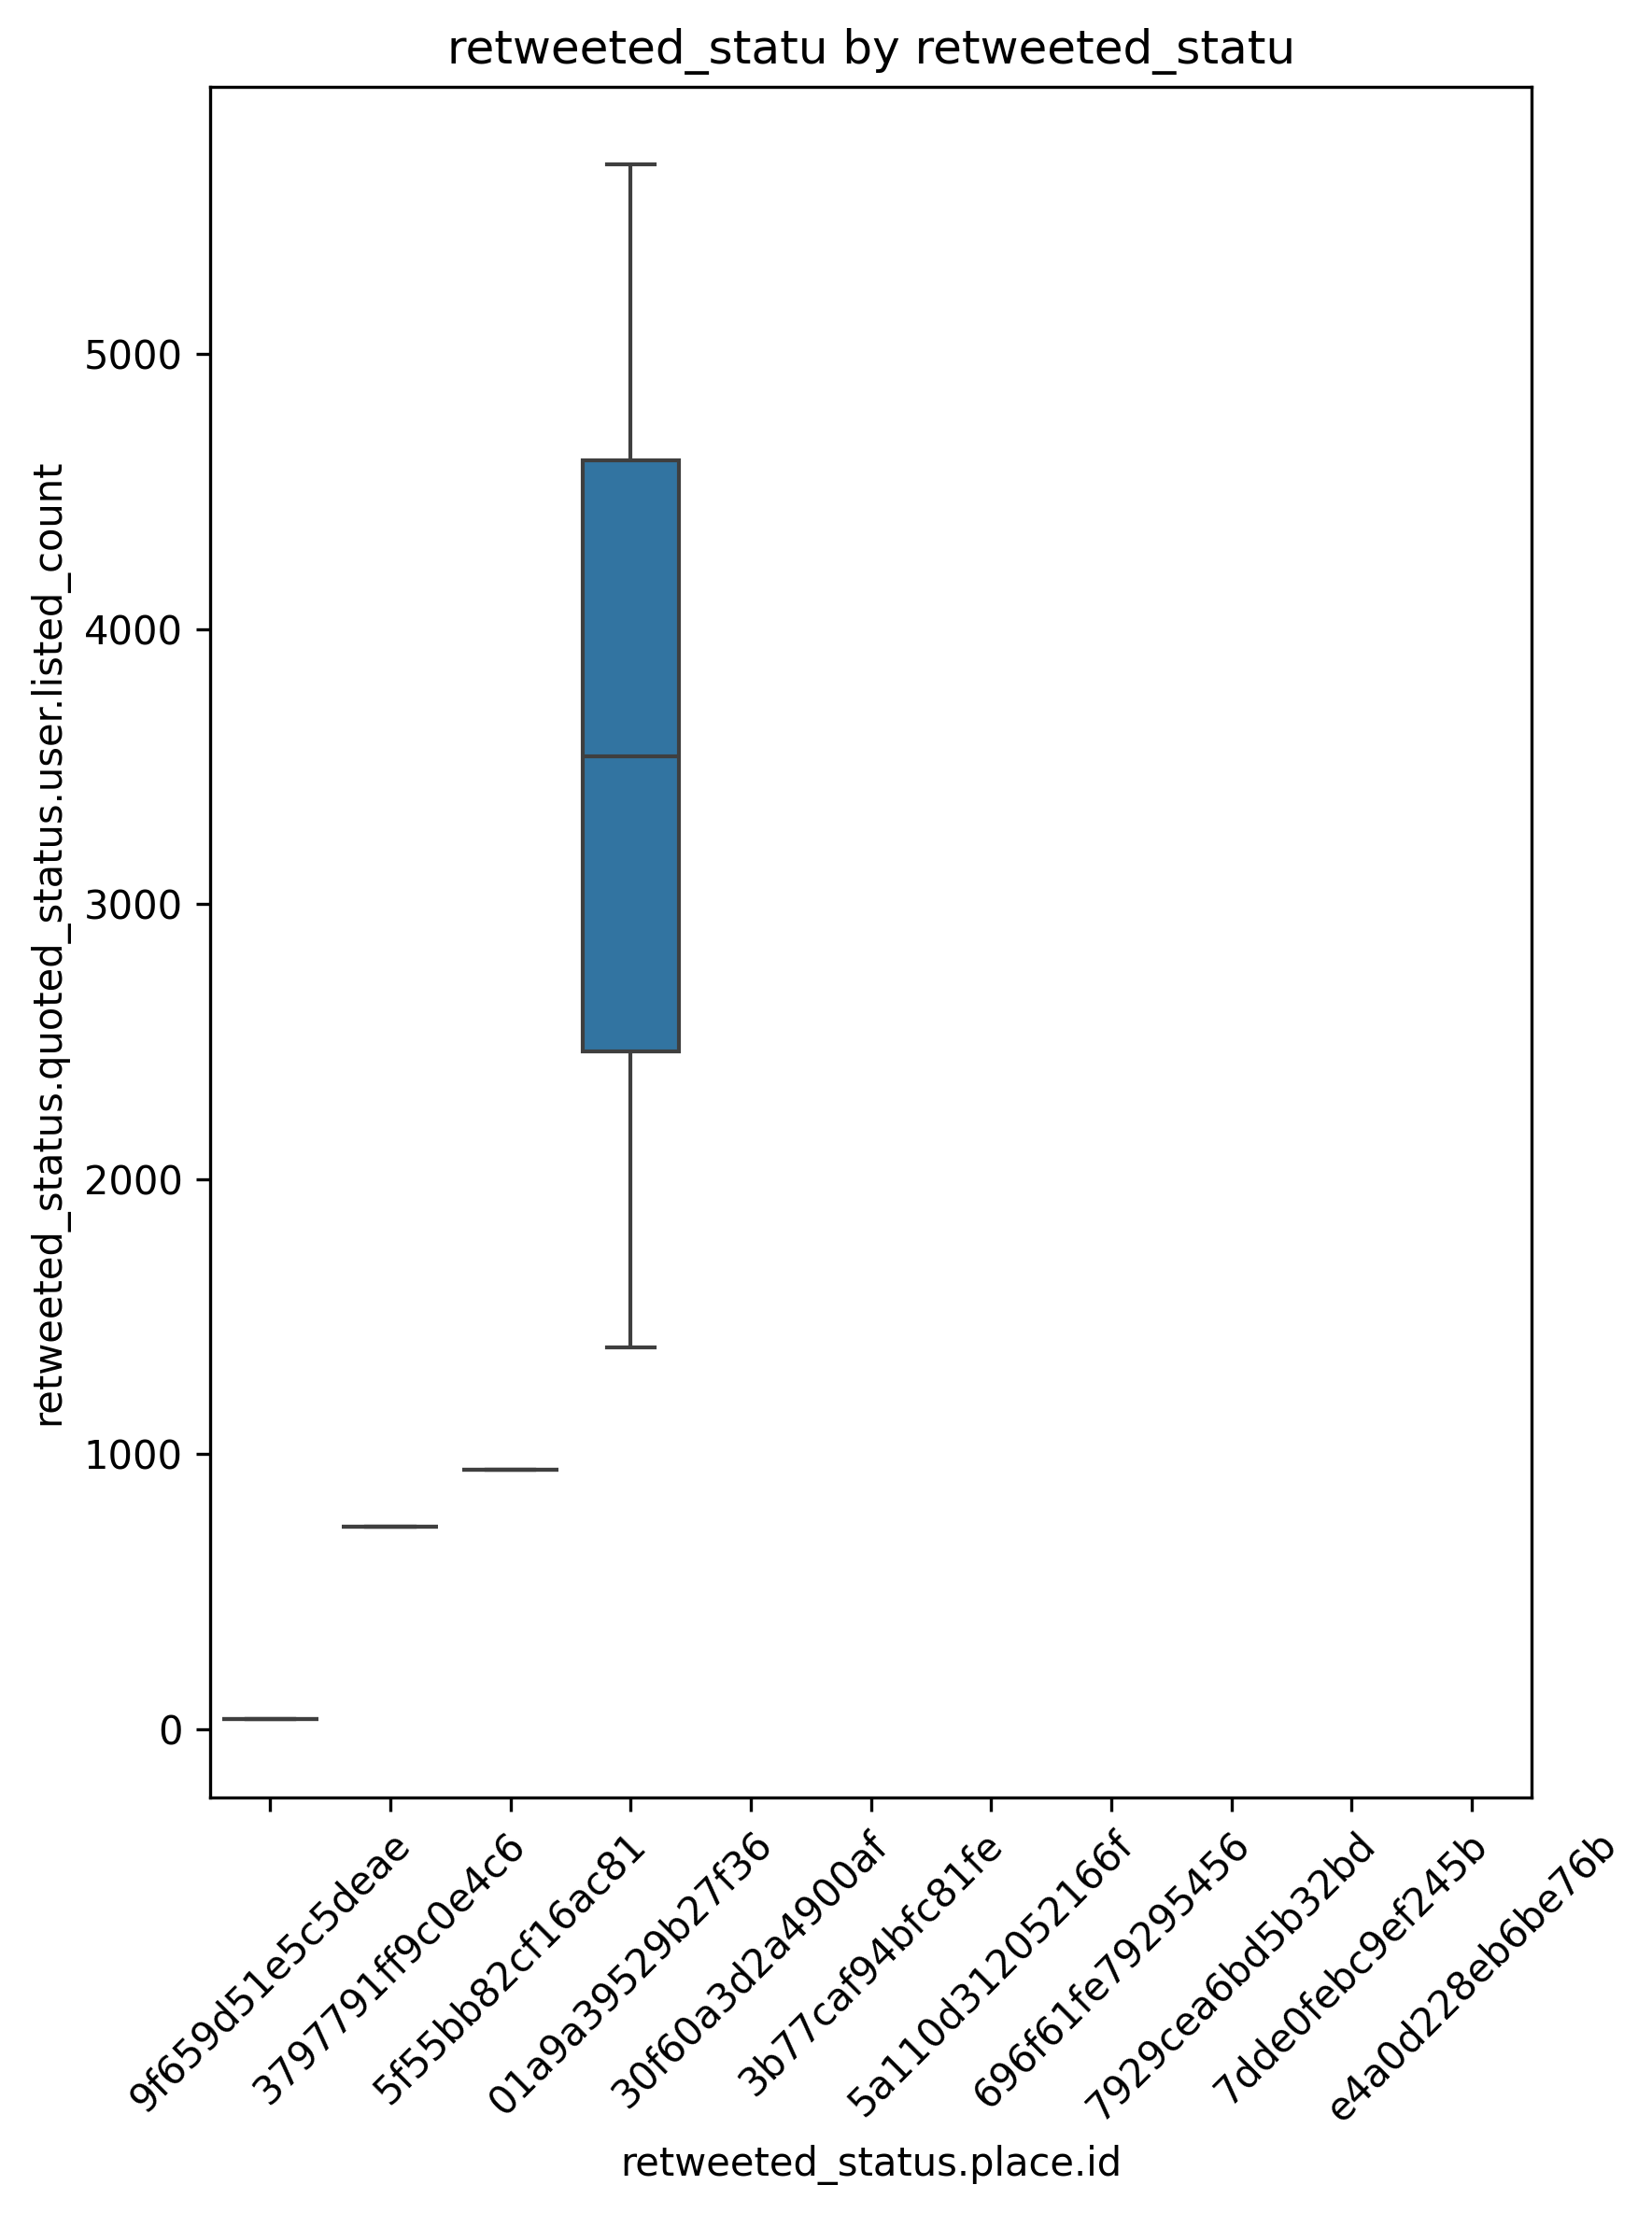 retweeted_statu by retweeted_statu
retweeted_status.quoted_status.user.listed_count
5000
4000
3000
2000
1000
0
9f659d51e5c5deae
3797791ff9c0e4c6
5f55bb82cf16ac81
01a9a39529b27f36
30f60a3d2a4900af
3b77caf94bfc81fe
5a110d312052166f
696f61fe79295456
7929cea6bd5b32bd
7dde0febc9ef245b
e4a0d228eb6be76b
retweeted_status.place.id